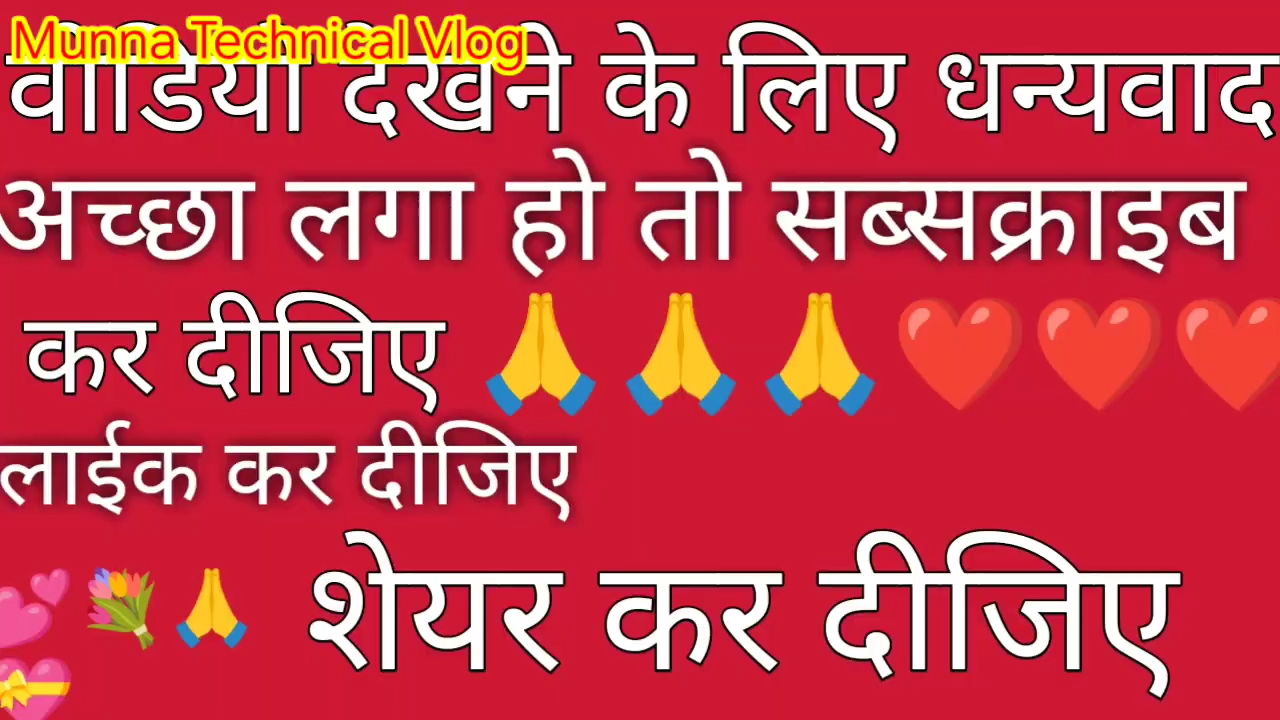 Munna Technical Vlog
वीडियो देखने के लिए धन्यवाद
अच्छा लगा हो तो सब्सक्राइब
कर दीजिए 🙏🙏🙏❤️❤️❤️
लाईक कर दीजिए
💕💐🙏 शेयर कर दीजिए
💝